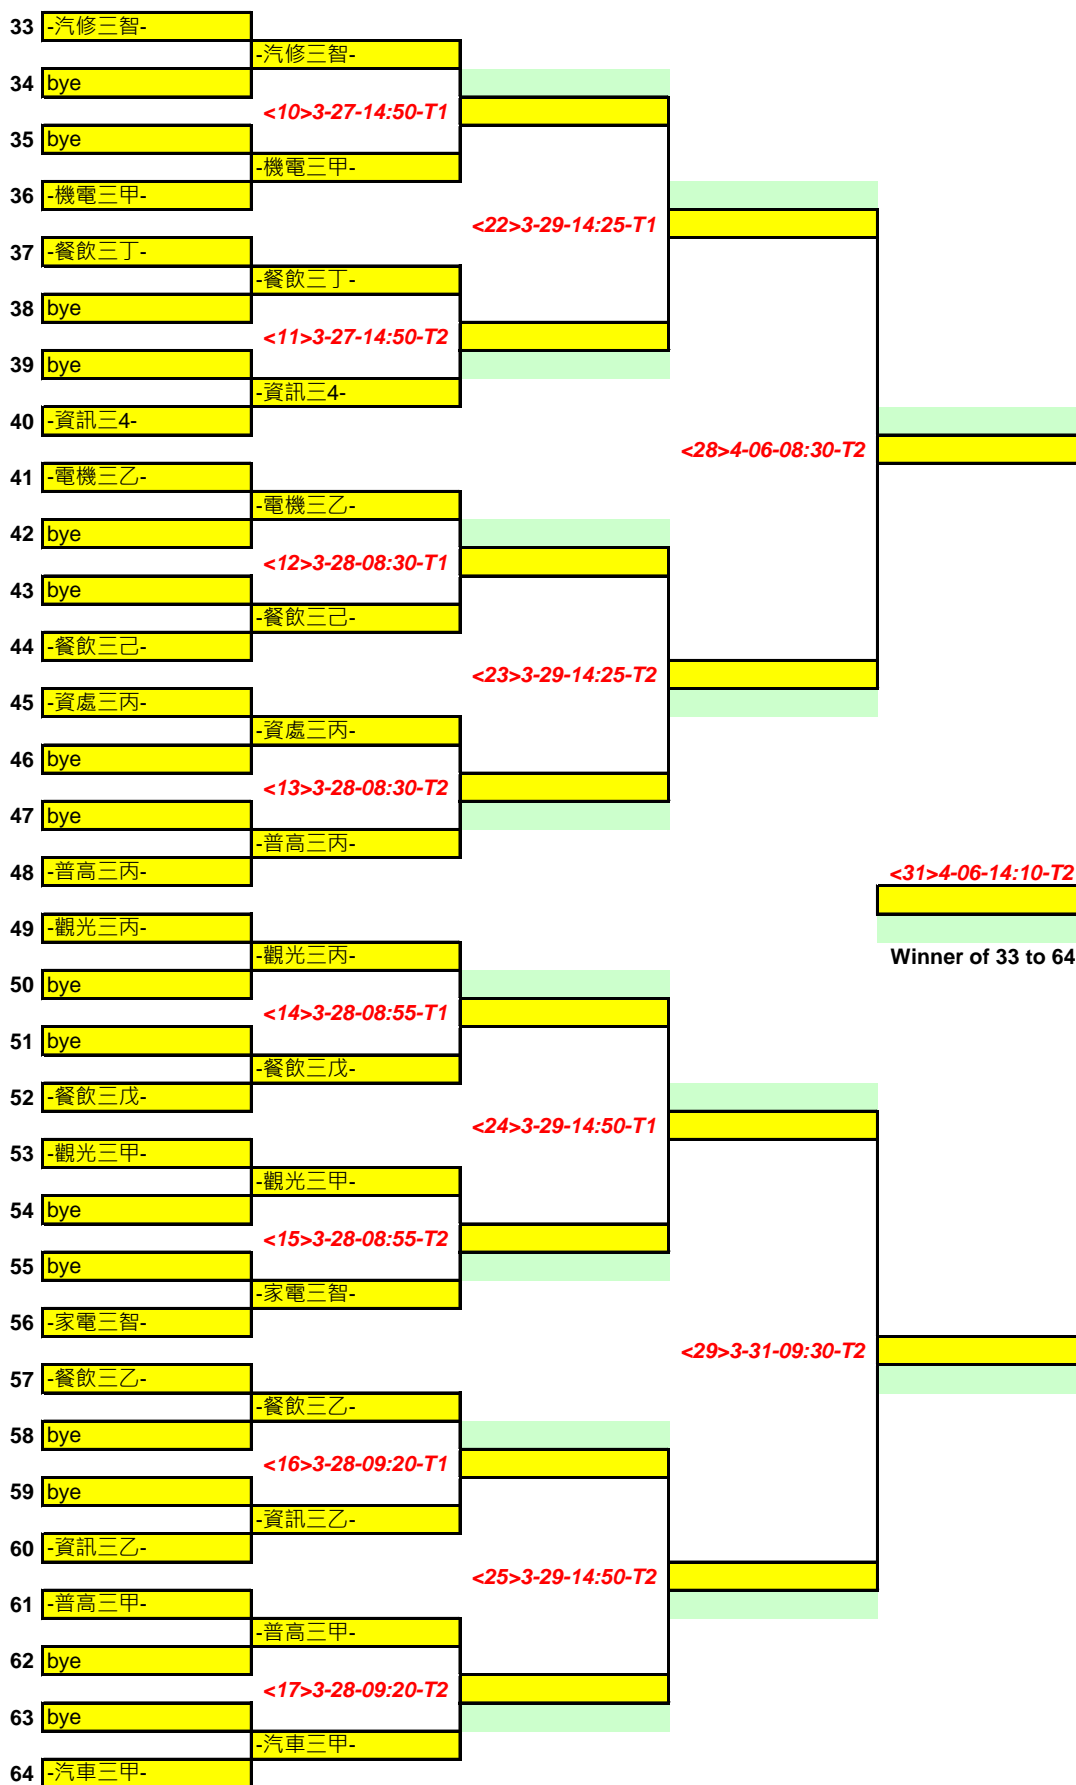 33 -汽修三智-
-汽修三智-
34 bye
<10>3-27-14:50-T1
35 bye
-機電三甲-
36 -機電三甲-
<22>3-29-14:25-T1
37 -餐飲三丁-
-餐飲三丁-
38 bye
<11>3-27-14:50-T2
39 bye
-資訊三4-
40 -資訊三4-
<28>4-06-08:30-T2
41 -電機三乙-
-電機三乙-
42 bye
<12>3-28-08:30-T1
43 bye
-餐飲三己-
44 -餐飲三己-
<23>3-29-14:25-T2
45 -資處三丙-
-資處三丙-
46 bye
<13>3-28-08:30-T2
47 bye
-普高三丙-
48 -普高三丙-
<31>4-06-14:10-T2
49 -觀光三丙-
-觀光三丙-
Winner of 33 to 64
50 bye
<14>3-28-08:55-T1
51 bye
-餐飲三戊-
52 -餐飲三戊-
<24>3-29-14:50-T1
53 -觀光三甲-
-觀光三甲-
54 bye
<15>3-28-08:55-T2
55 bye
-家電三智-
56 -家電三智-
<29>3-31-09:30-T2
57 -餐飲三乙-
-餐飲三乙-
58 bye
<16>3-28-09:20-T1
59 bye
-資訊三乙-
60 -資訊三乙-
<25>3-29-14:50-T2
61 -普高三甲-
-普高三甲-
62 bye
<17>3-28-09:20-T2
63 bye
-汽車三甲-
64 -汽車三甲-